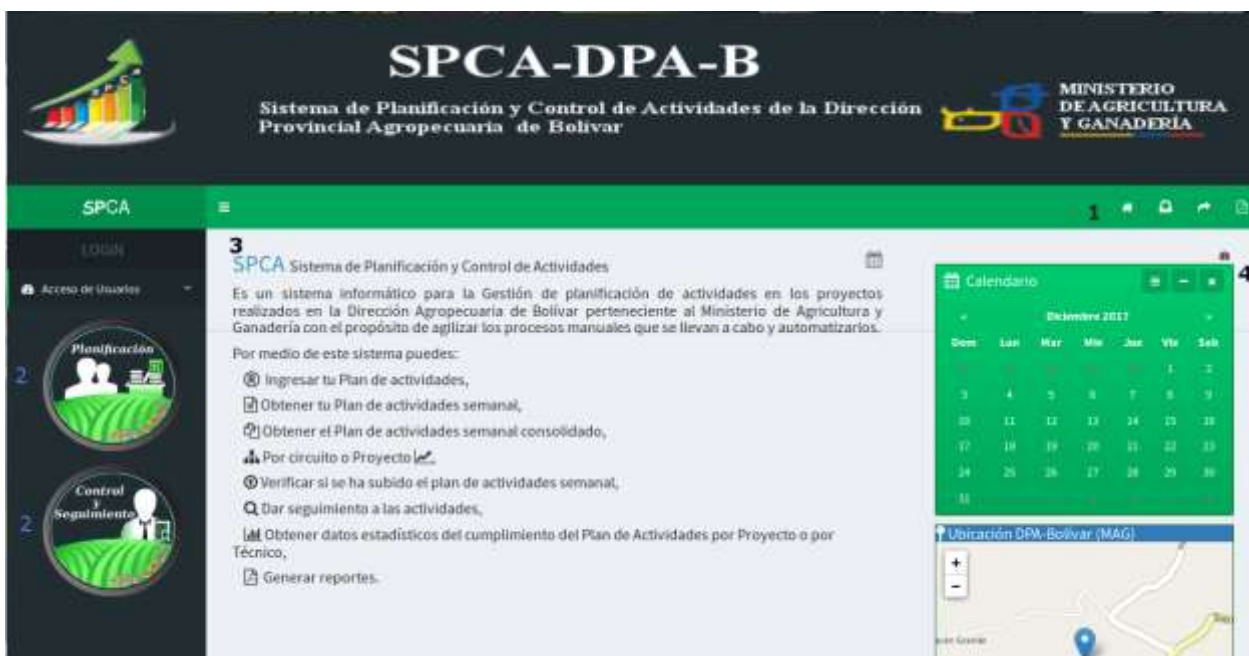 SPCA-DPA-B
Sistema de Planificación y Control de Actividades de la Dirección
Provincial Agropecuaria de Bolívar
MINISTERIO
DE AGRICULTURA
Y GANADERÍA
SPCA
1
LOGIN
Acceso de Usuarios
Planificación
2
Control
y
Seguimiento
2
3
SPCA Sistema de Planificación y Control de Actividades
Es un sistema informático para la Gestión de planificación de actividades en los proyectos
realizados en la Dirección Agropecuaria de Bolívar perteneciente al Ministerio de Agricultura y
Ganadería con el propósito de agilizar los procesos manuales que se llevan a cabo y automatizarlos.
Por medio de este sistema puedes:
Ingresar tu Plan de actividades,
Obtener tu Plan de actividades semanal,
Obtener el Plan de actividades semanal consolidado,
Por circuito o Proyecto
Verificar si se ha subido el plan de actividades semanal,
Dar seguimiento a las actividades,
Obtener datos estadísticos del cumplimiento del Plan de Actividades por Proyecto o por
Técnico,
Generar reportes.
4
Calendario
Diciembre 2017
Dom Lun Mar Mie Jue Vie Sab
1 2
3 4 5 6 7 8 9
10 11 12 13 14 15 16
17 18 19 20 21 22 23
24 25 26 27 28 29 30
31
Ubicación DPA-Bolívar (MAG)
+
-